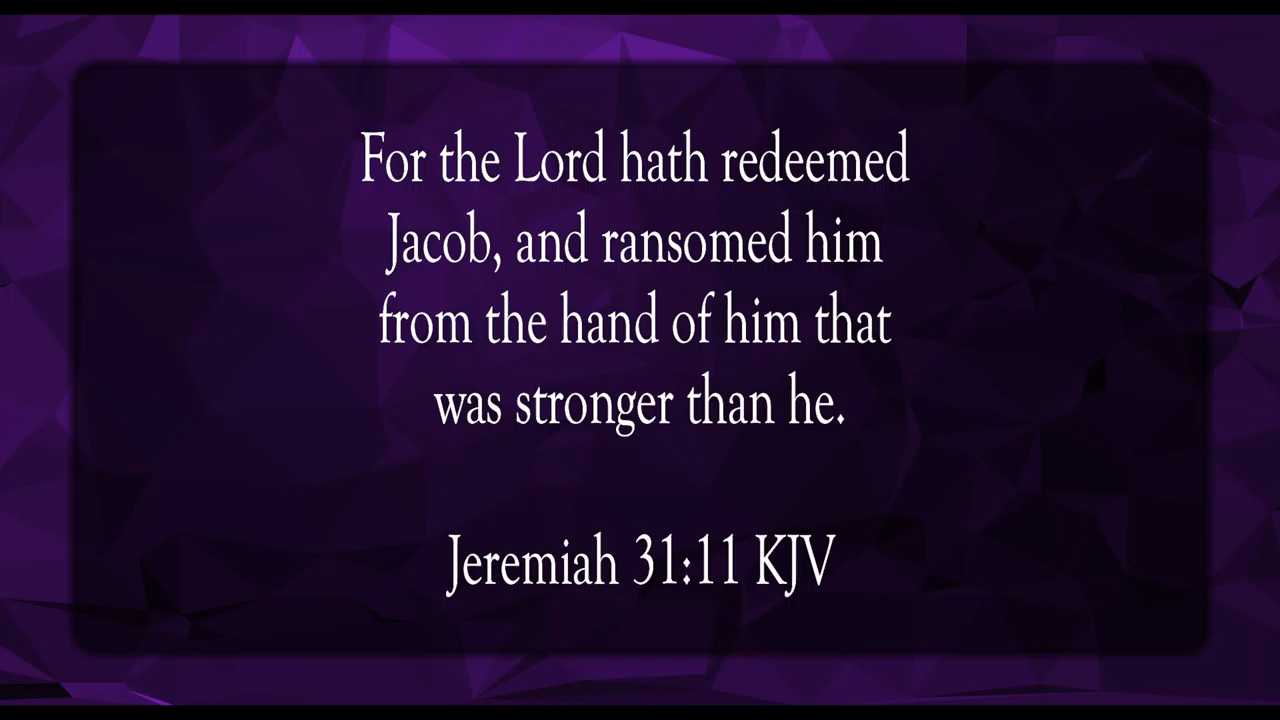 For the Lord hath redeemed
Jacob, and ransomed him
from the hand of him that
was stronger than he.
Jeremiah 31:11 KJV